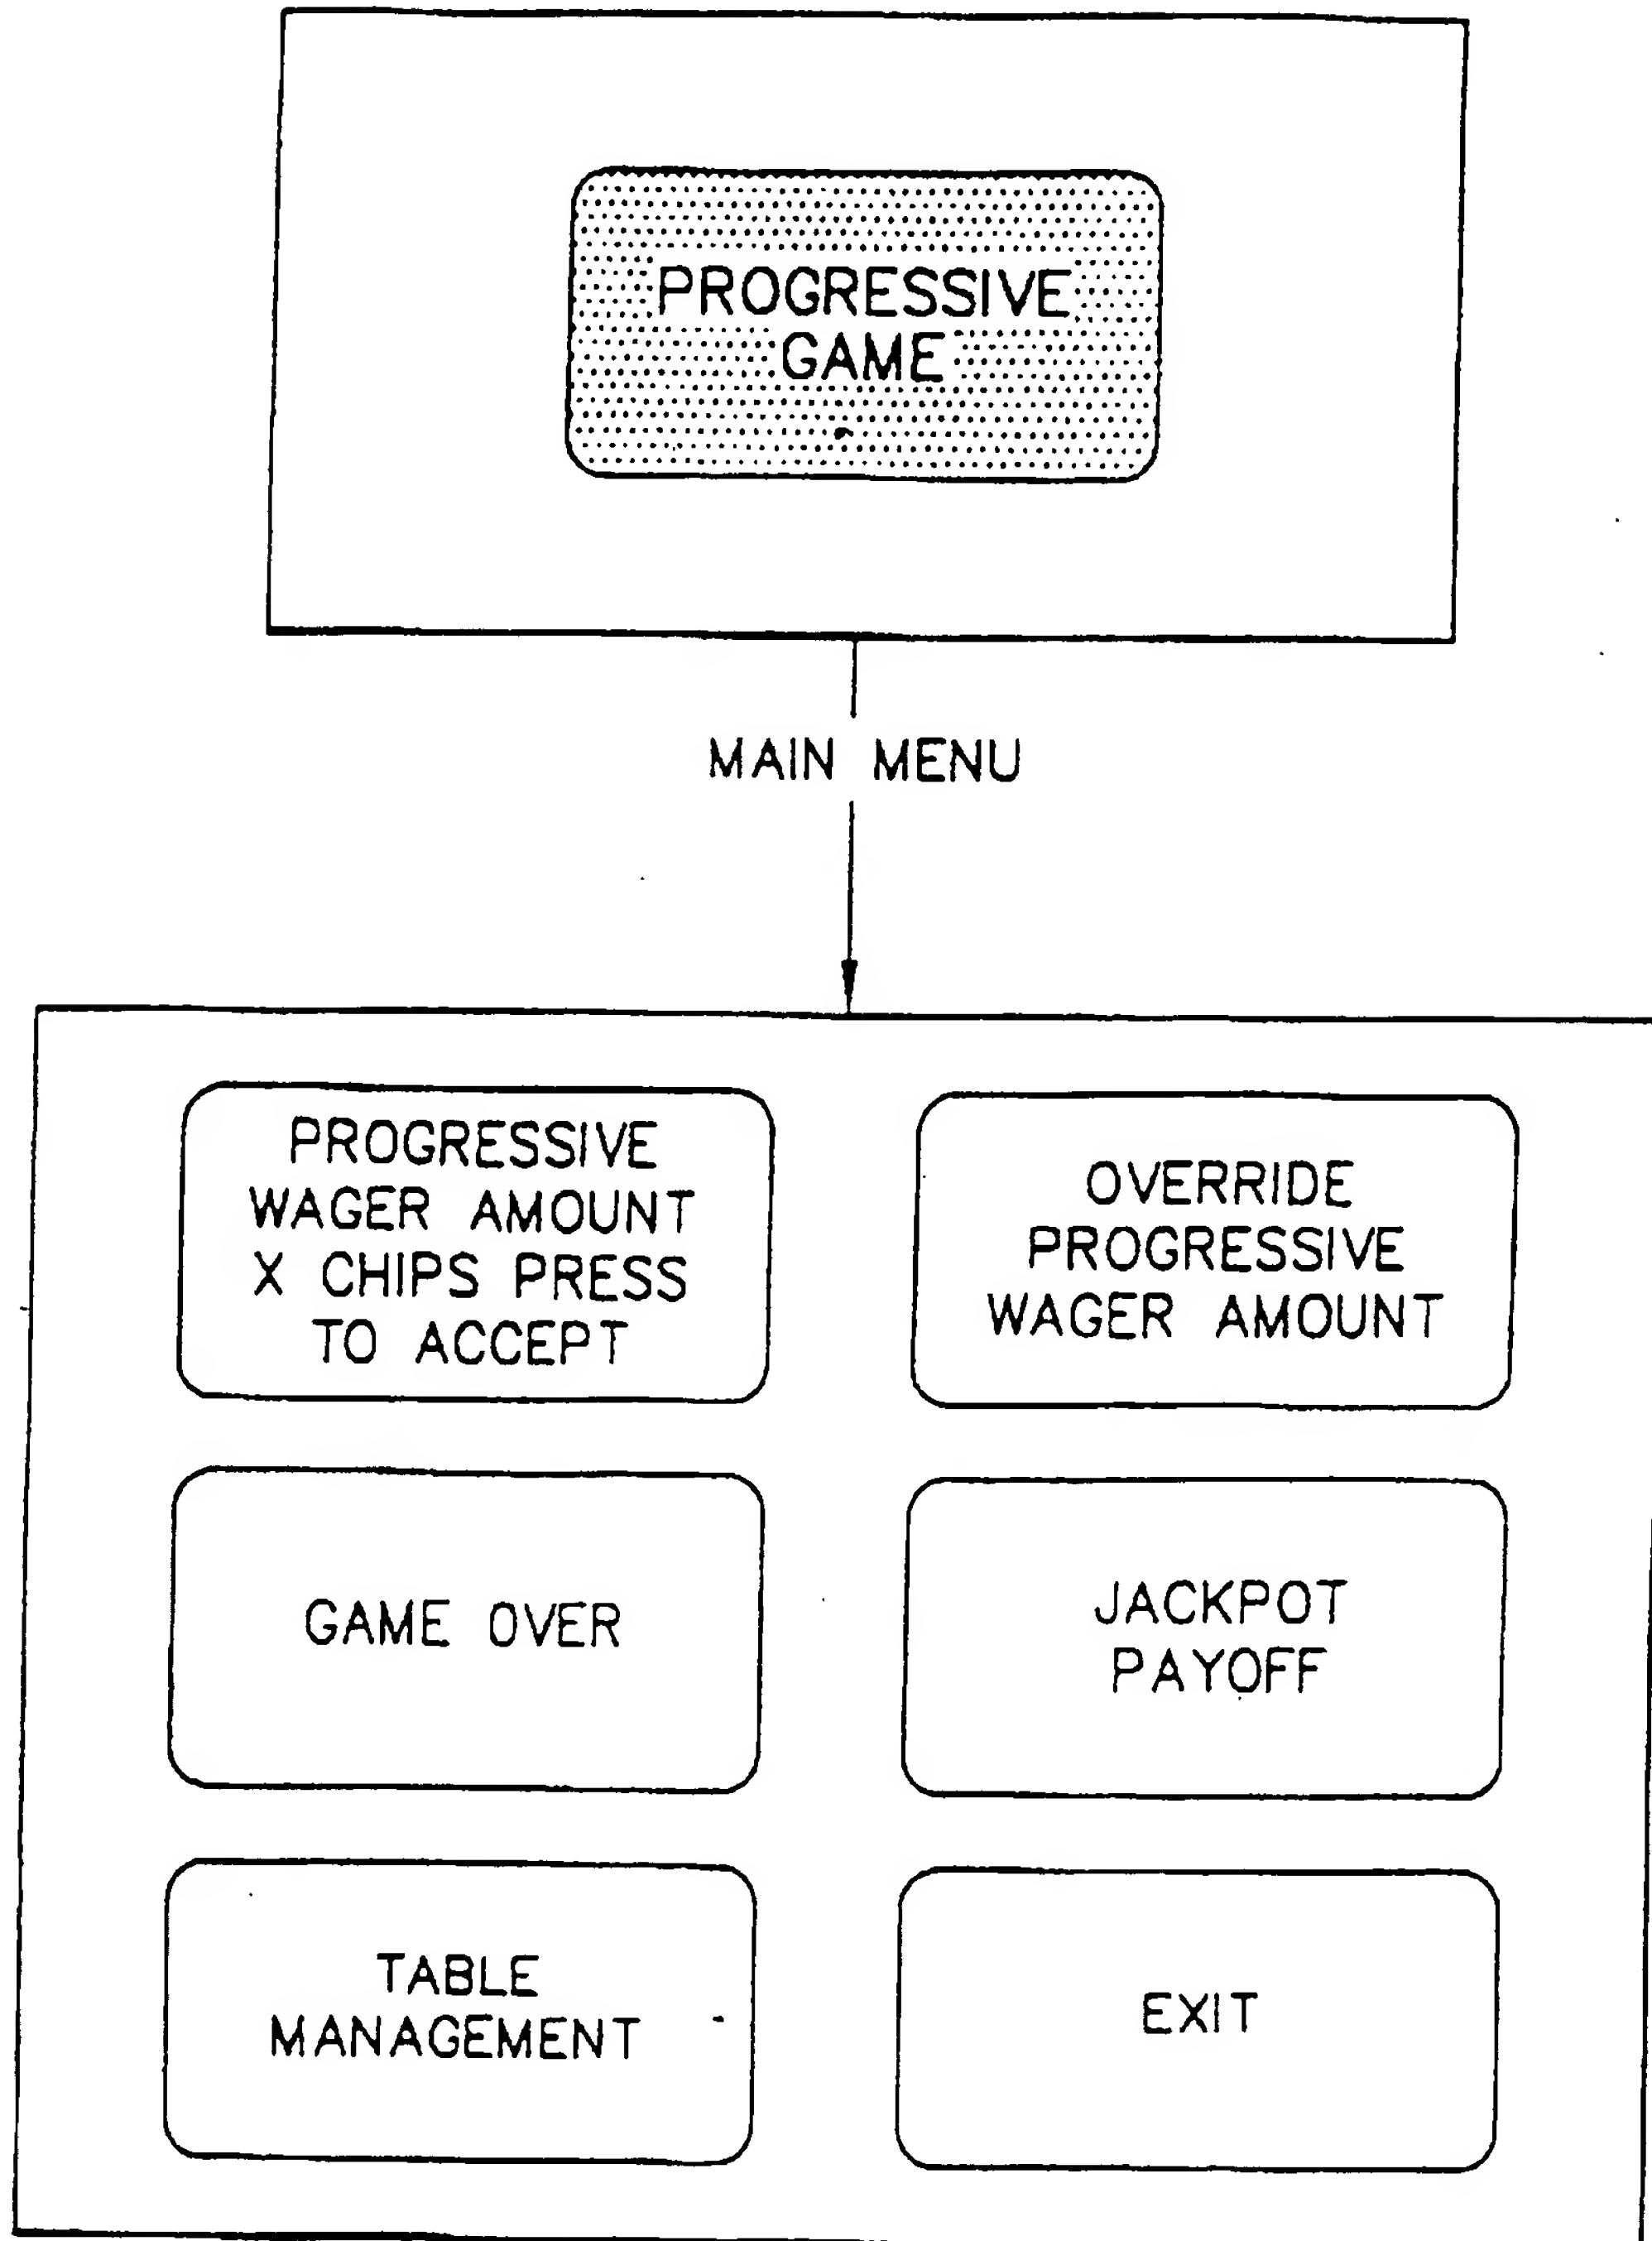 PROGRESSIVE
GAME
MAIN MENU
PROGRESSIVE
WAGER AMOUNT
X CHIPS PRESS
TO ACCEPT
OVERRIDE
PROGRESSIVE
WAGER AMOUNT
GAME OVER
JACKPOT
PAYOFF
TABLE
MANAGEMENT
EXIT